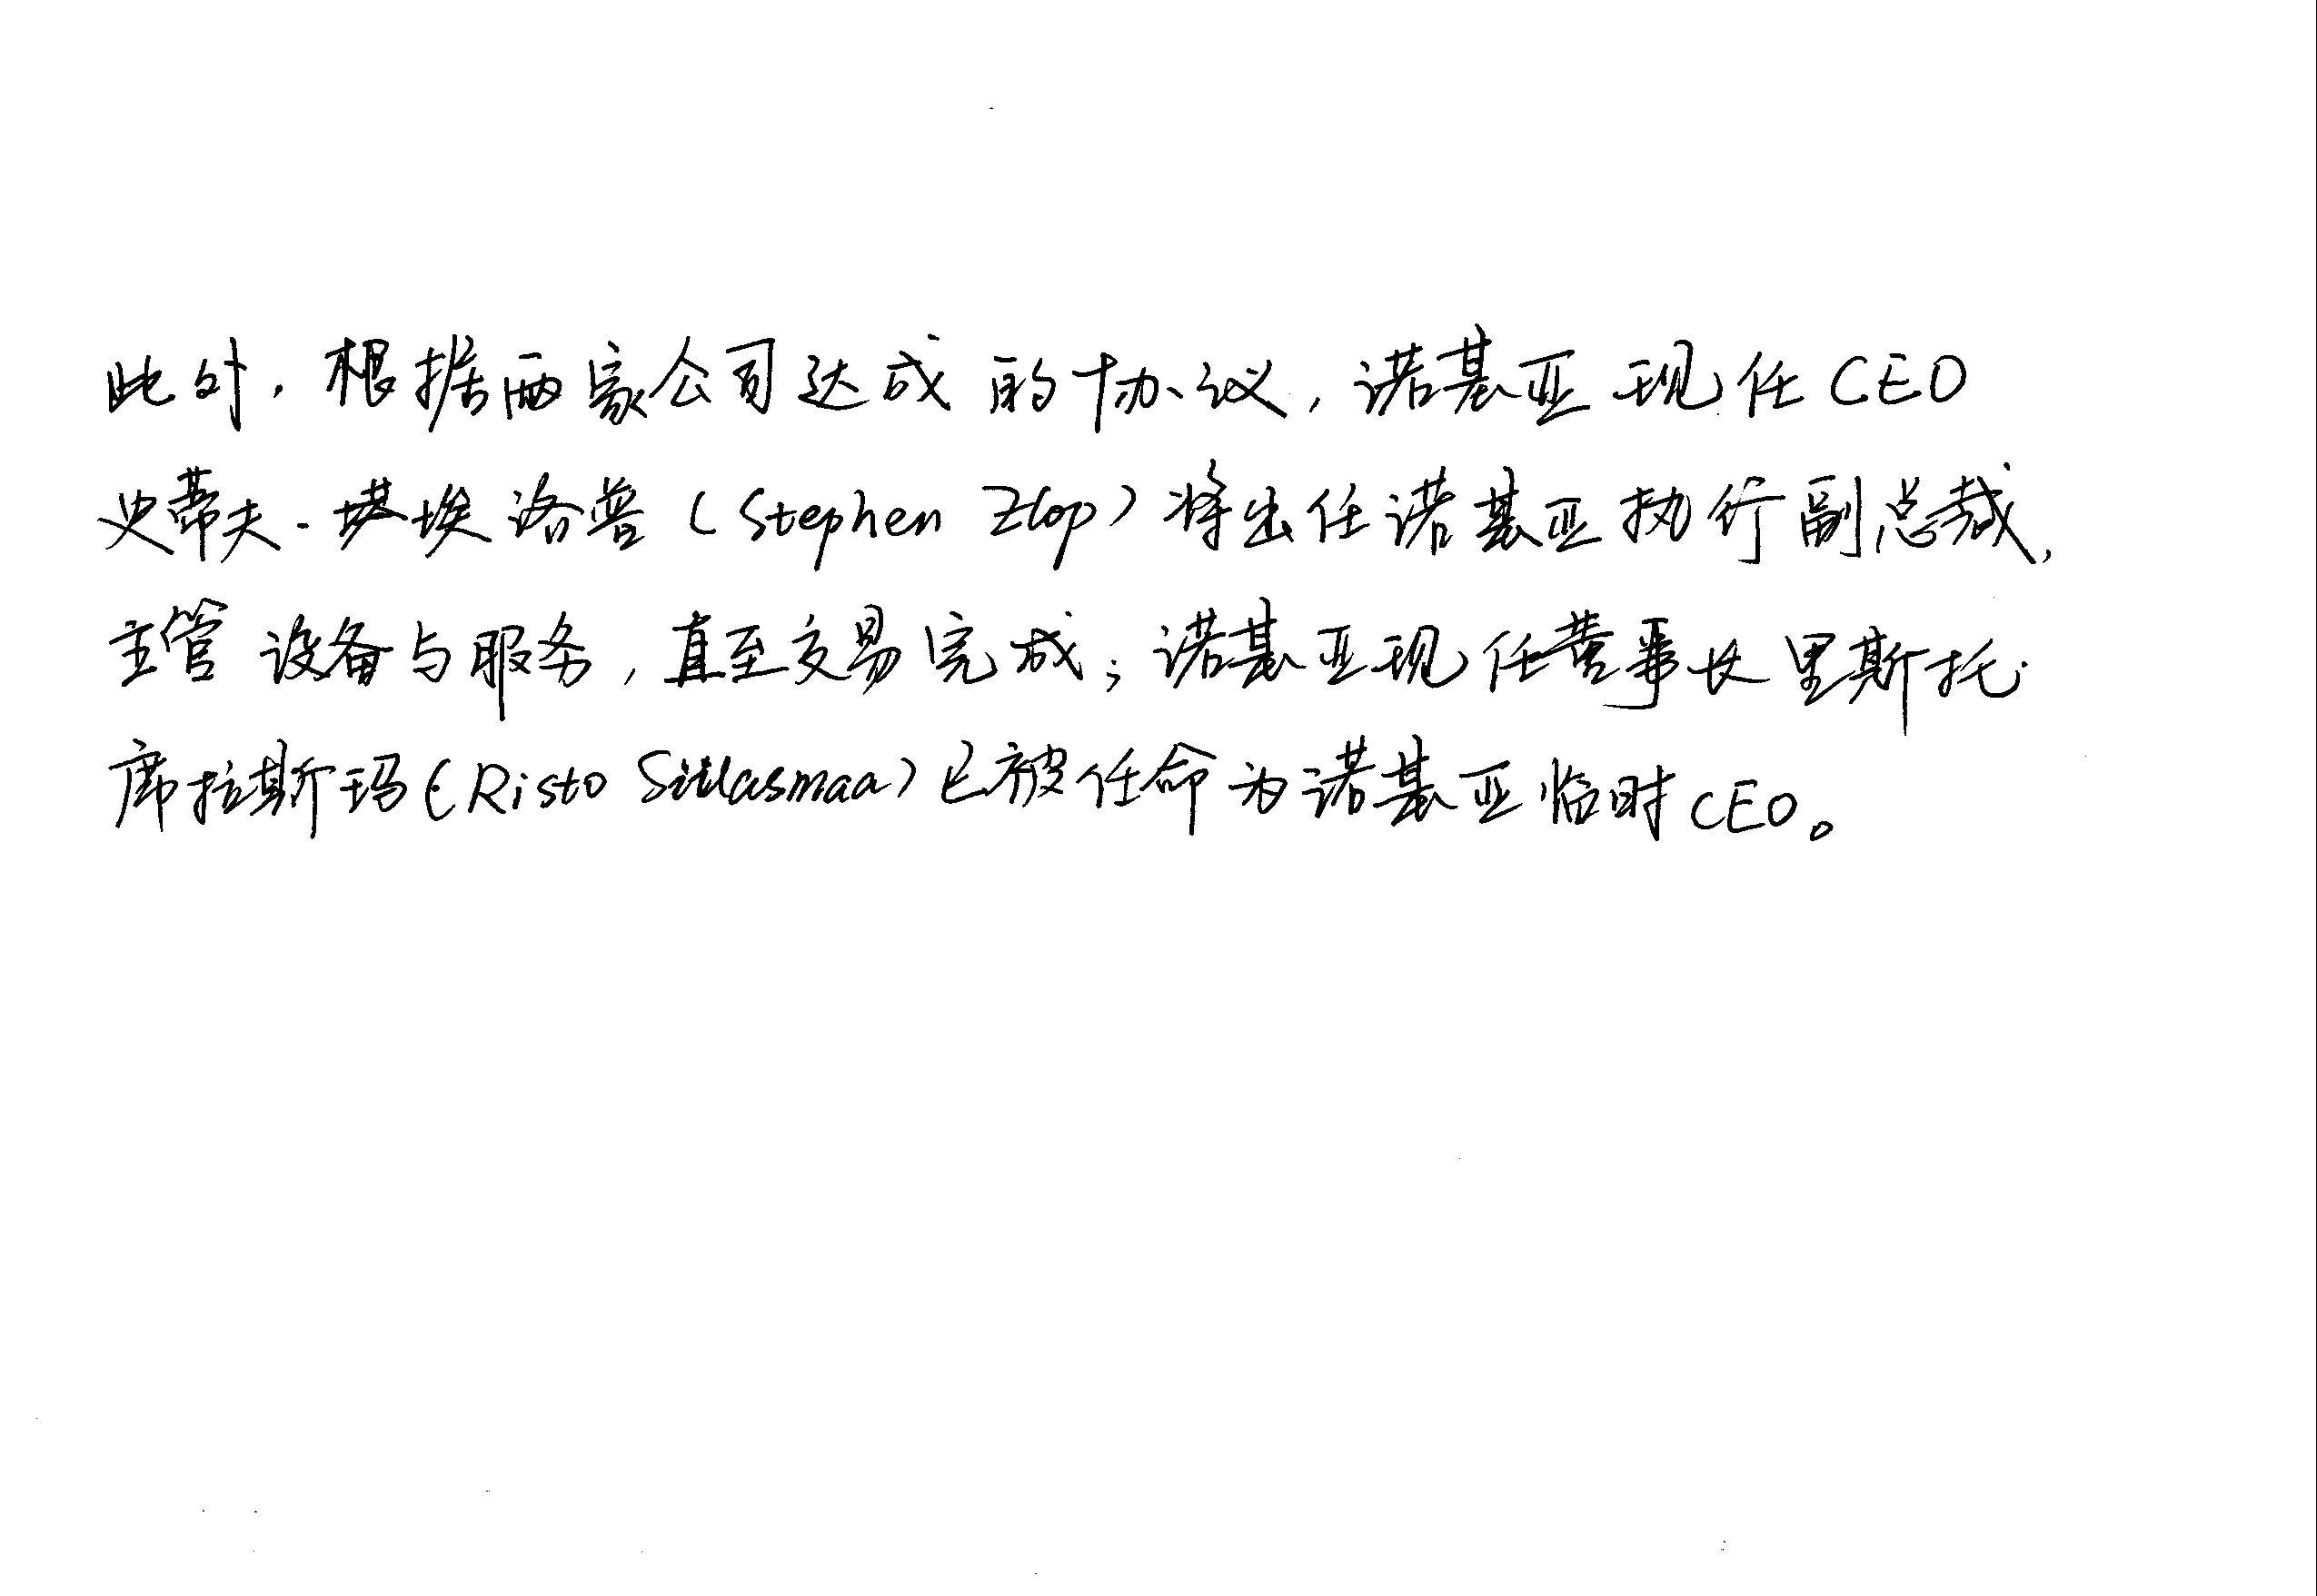 此外，根据两家公司达成的协议，诺基亚现任CEO
史蒂夫·塔埃洛普（Stephen Zlop）将出任诺基亚执行副总裁，
主管设备与服务，直至交易完成；诺基亚现任董事长里斯托·
席拉斯玛（Risto Siilasmaa）已被任命为诺基亚临时CEO。